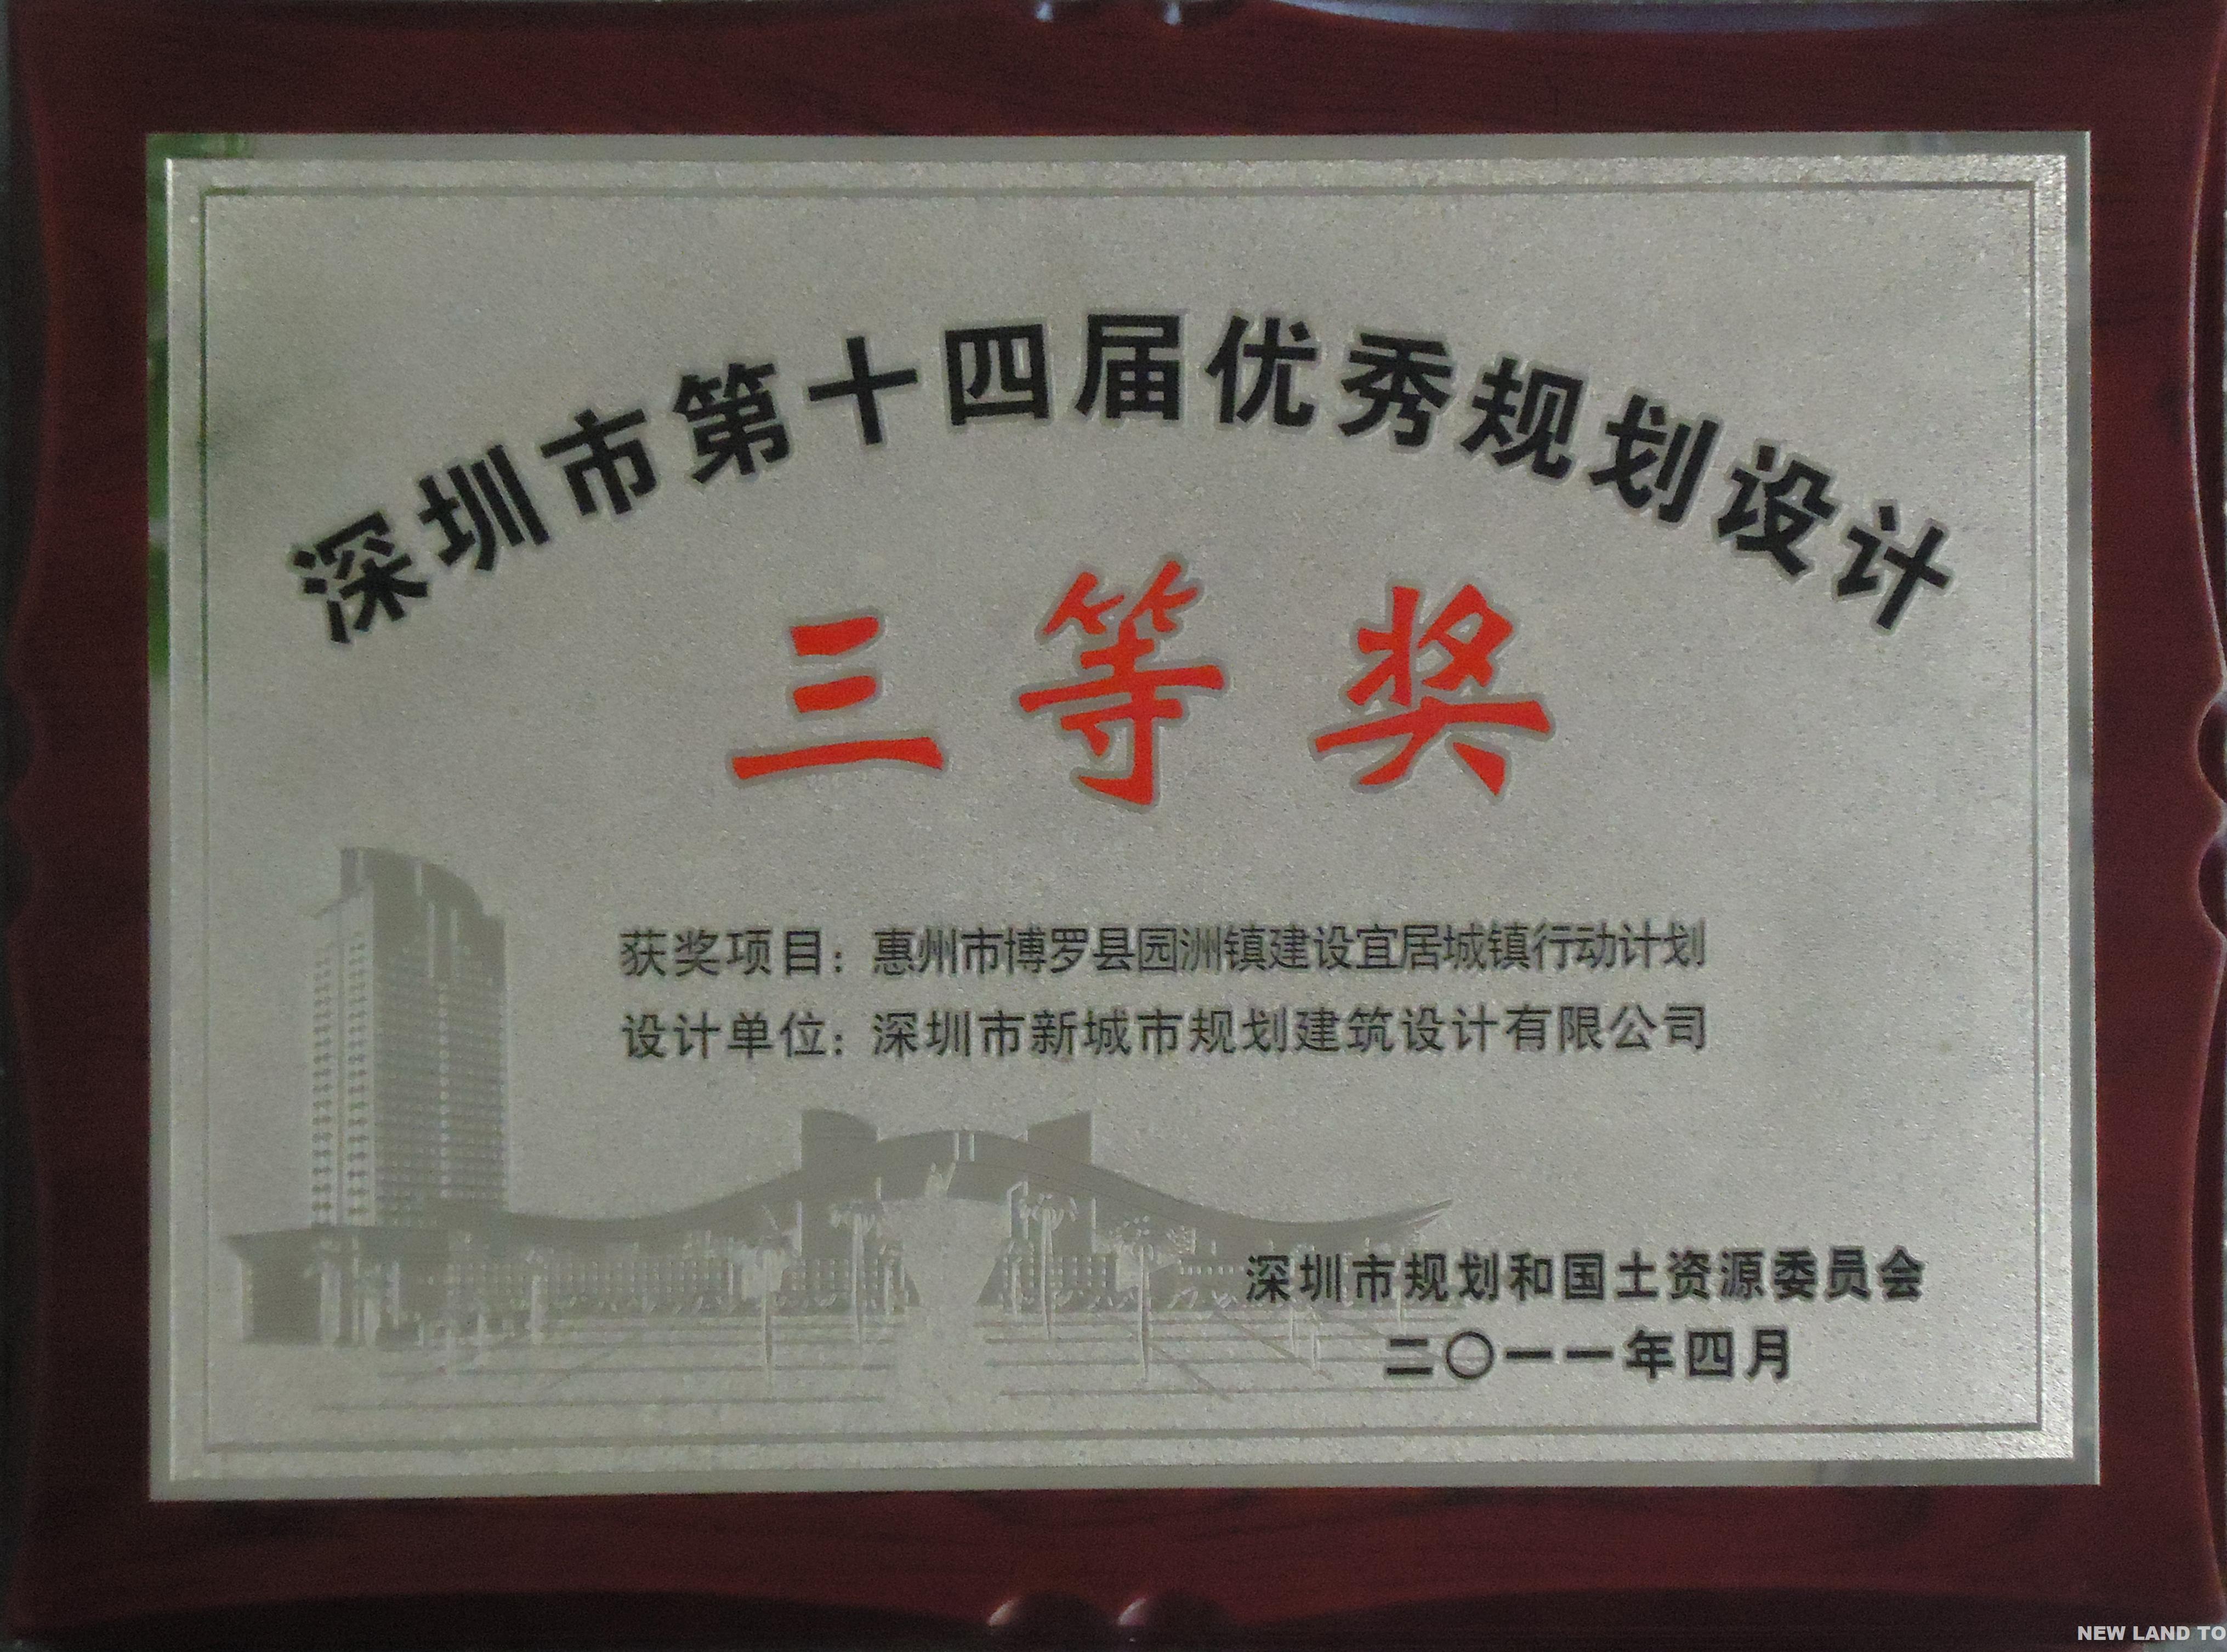 深圳市第十四届优秀规划设计
三等奖
获奖项目：惠州市博罗县园洲镇建设宜居城镇行动计划
设计单位：深圳市新城市规划建筑设计有限公司
深圳市规划和国土资源委员会
二〇一一年四月
NEW LAND TO